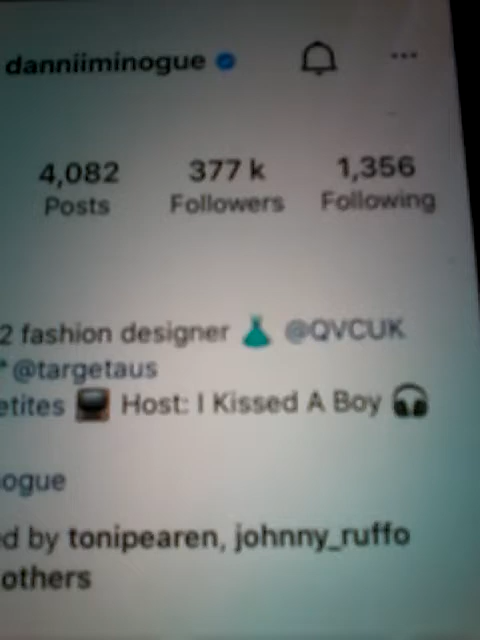 danniiminogue
4,082 377 k 1,356
Posts Followers Following
2 fashion designer 👗 @QVCUK
@targetaus
etites 📺 Host: I Kissed A Boy 🎧
ogue
ed by tonipearen, johnny_ruffo
others